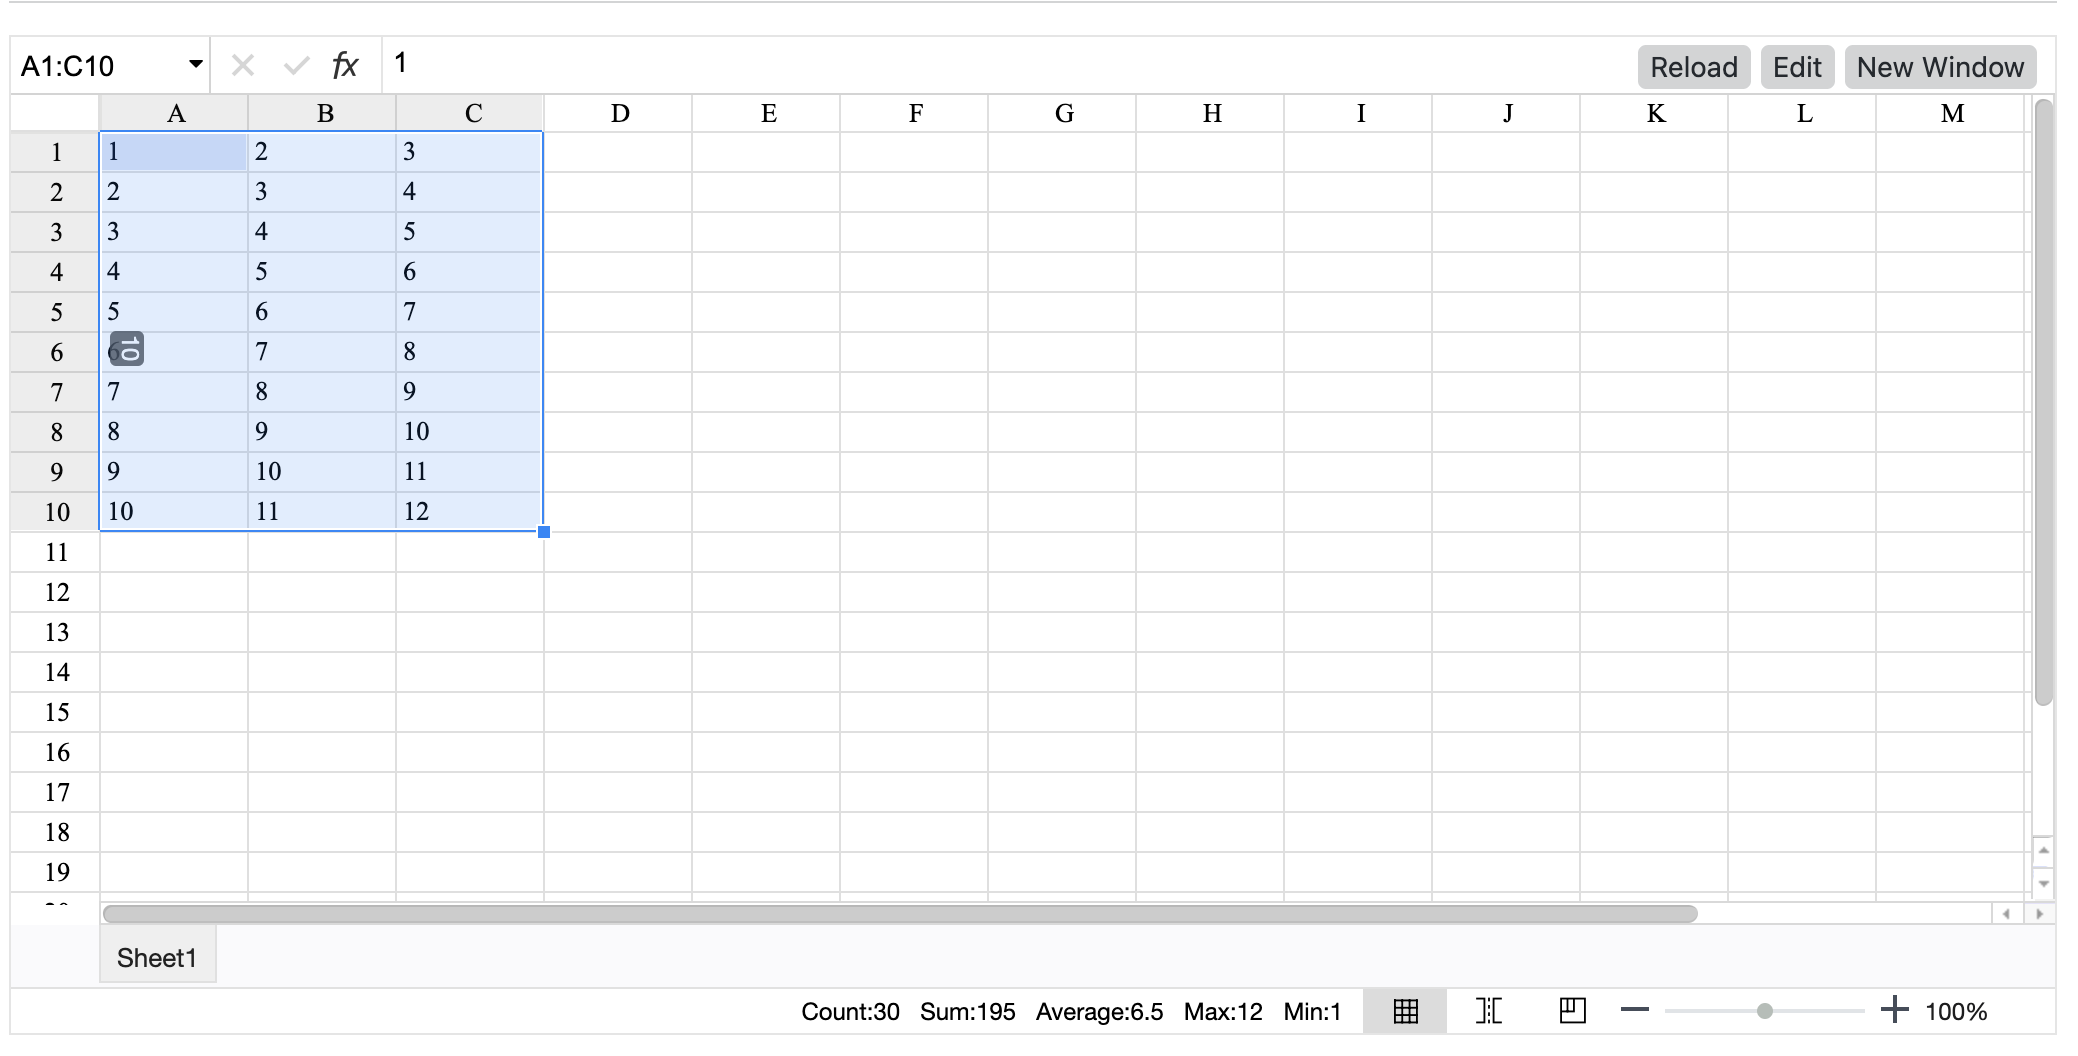 A1:C10 fx 1 Reload Edit New Window
A B C D E F G H I J K L M
1 1 2 3
2 2 3 4
3 3 4 5
4 4 5 6
5 5 6 7
6 6 10 7 8
7 7 8 9
8 8 9 10
9 9 10 11
10 10 11 12
11
12
13
14
15
16
17
18
19
Sheet1
Count:30 Sum:195 Average:6.5 Max:12 Min:1 100%